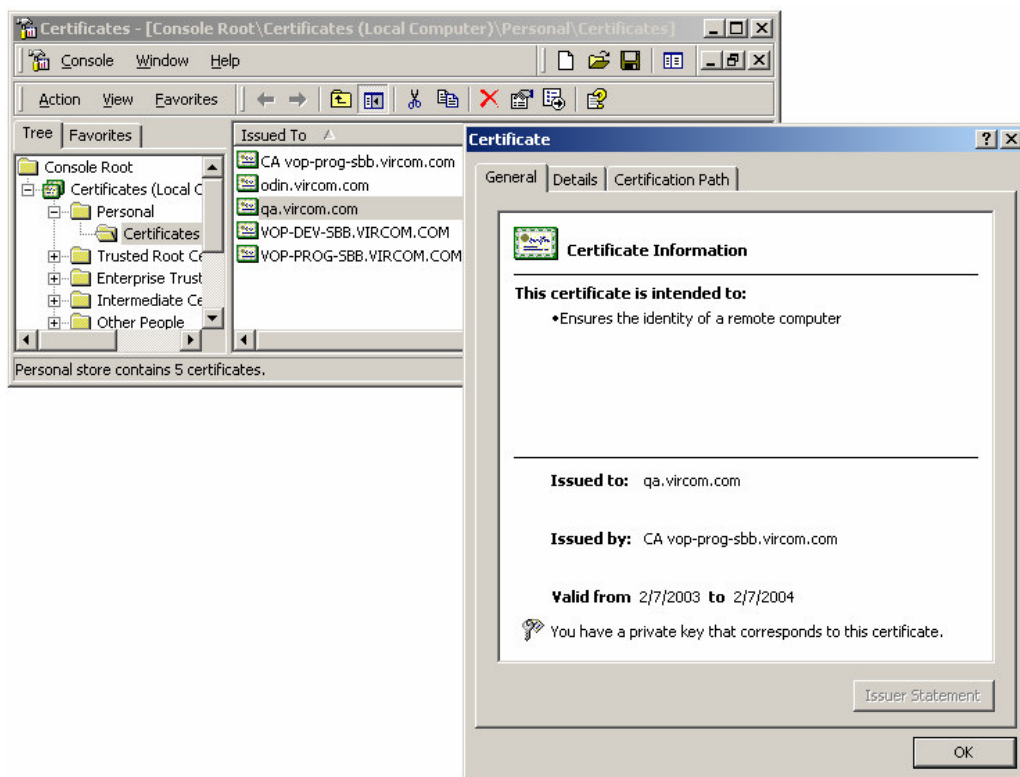 Certificates - [Console Root\Certificates (Local Computer)\Personal\Certificates]
Console Window Help
Action View Favorites
Tree Favorites
Issued To
Console Root
Certificates (Local C
Personal
Certificates
Trusted Root Ce
Enterprise Trust
Intermediate Ce
Other People
CA vop-prog-sbb.vircom.com
odin.vircom.com
qa.vircom.com
VOP-DEV-SBB.VIRCOM.COM
VOP-PROG-SBB.VIRCOM.COM
Personal store contains 5 certificates.
Certificate
General Details Certification Path
Certificate Information
This certificate is intended to:
•Ensures the identity of a remote computer
Issued to: qa.vircom.com
Issued by: CA vop-prog-sbb.vircom.com
Valid from 2/7/2003 to 2/7/2004
You have a private key that corresponds to this certificate.
Issuer Statement
OK